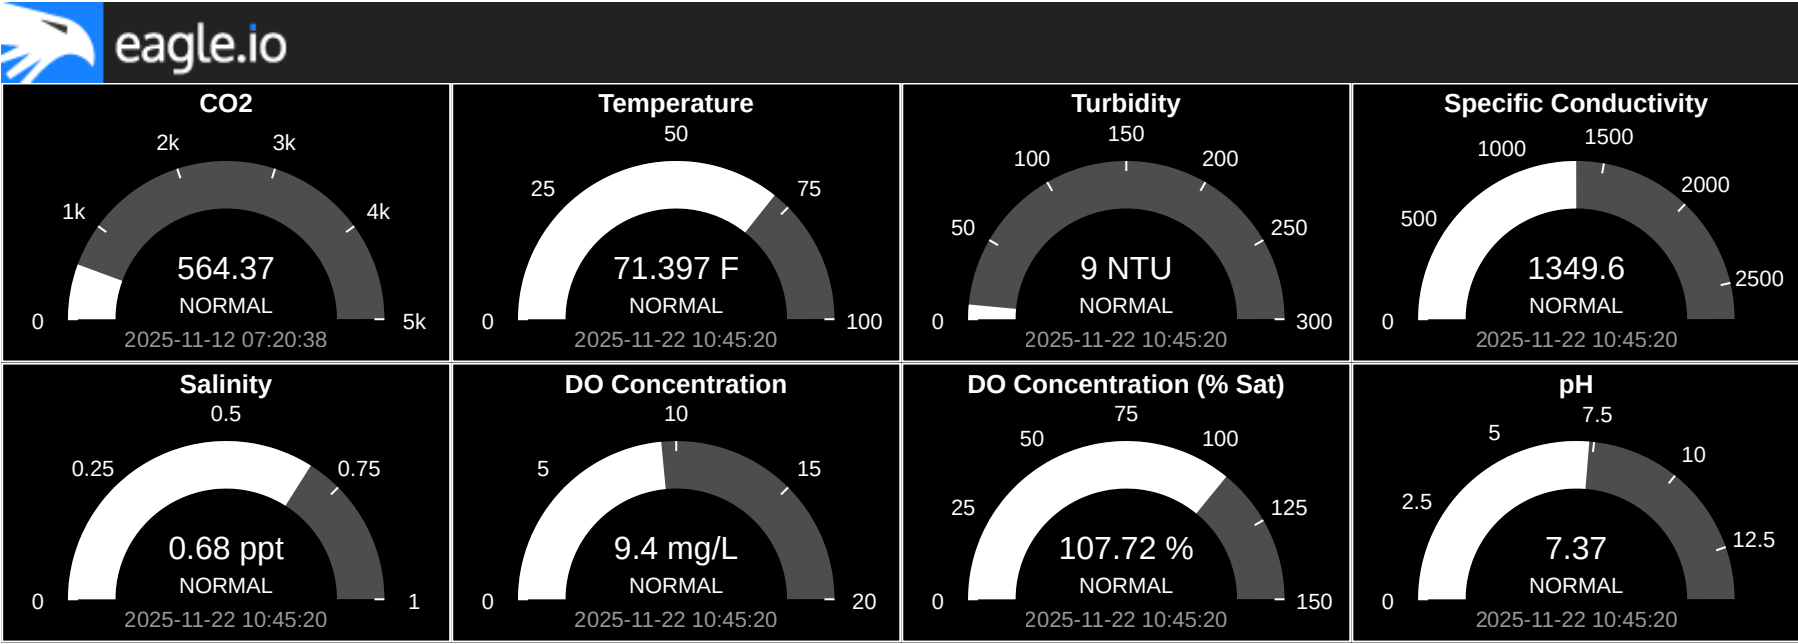 eagle.io
CO2
0
1k
2k
3k
4k
5k
564.37
NORMAL
2025-11-12 07:20:38
Temperature
0
25
50
75
100
71.397 F
NORMAL
2025-11-22 10:45:20
Turbidity
0
50
100
150
200
250
300
9 NTU
NORMAL
2025-11-22 10:45:20
Specific Conductivity
0
500
1000
1500
2000
2500
1349.6
NORMAL
2025-11-22 10:45:20
Salinity
0
0.25
0.5
0.75
1
0.68 ppt
NORMAL
2025-11-22 10:45:20
DO Concentration
0
5
10
15
20
9.4 mg/L
NORMAL
2025-11-22 10:45:20
DO Concentration (% Sat)
0
25
50
75
100
125
150
107.72 %
NORMAL
2025-11-22 10:45:20
pH
0
2.5
5
7.5
10
12.5
7.37
NORMAL
2025-11-22 10:45:20